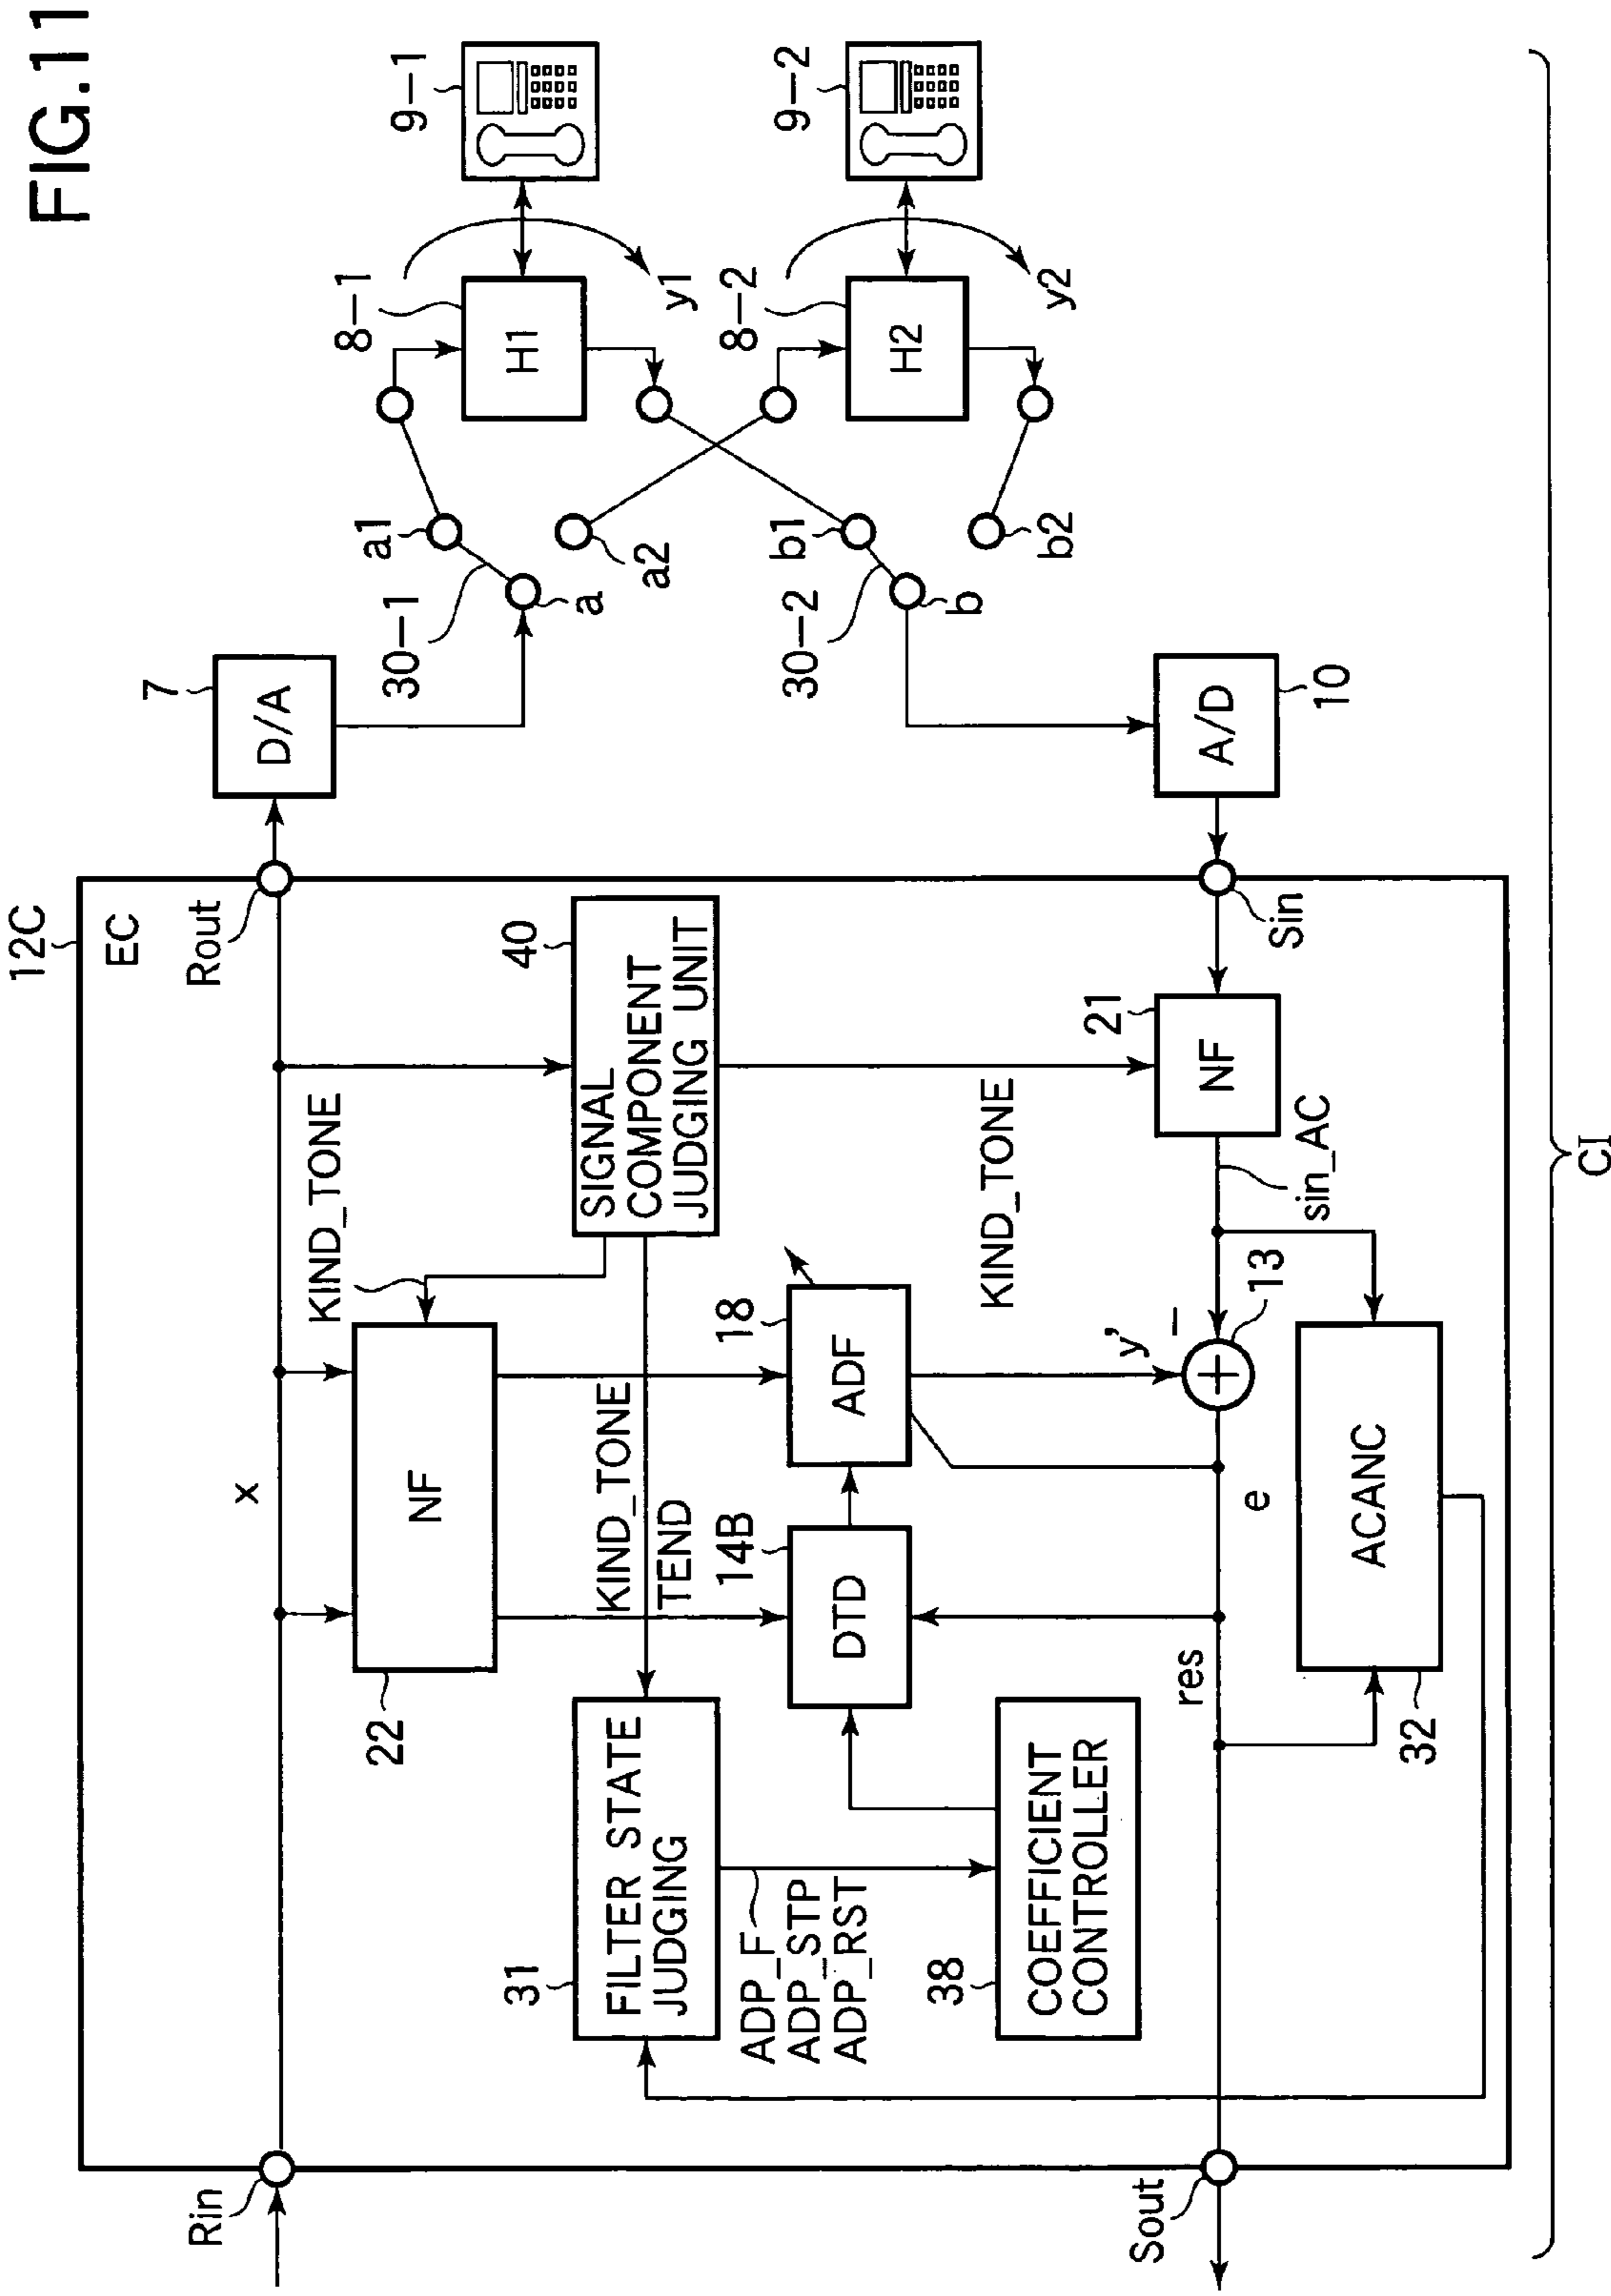 FIG.11
12C
EC
Rin
x
Rout
7
D/A
KIND_TONE
22
NF
40
SIGNAL
COMPONENT
JUDGING UNIT
31
FILTER STATE
JUDGING
KIND_TONE
TEND
ADP_F
ADP_STP
ADP_RST
14B
DTD
18
ADF
38
COEFFICIENT
CONTROLLER
KIND_TONE
21
NF
y'
−
+
13
sin_AC
e
res
32
ACANC
Sout
Sin
A/D
10
30−1
a
a1
a2
30−2
b
b1
b2
8−1
H1
y1
9−1
8−2
H2
y2
9−2
CI